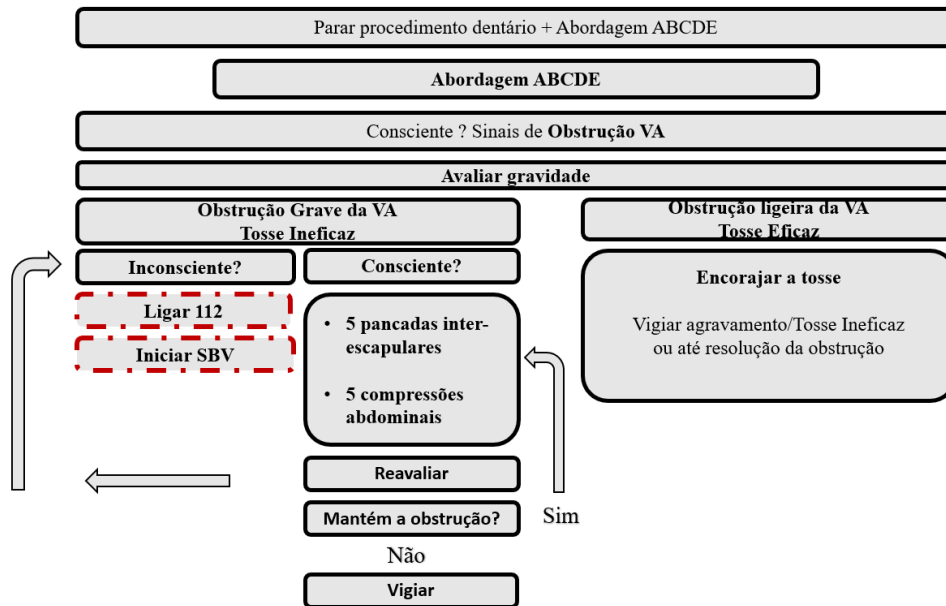 Parar procedimento dentário + Abordagem ABCDE
Abordagem ABCDE
Consciente ? Sinais de Obstrução VA
Avaliar gravidade
Obstrução Grave da VA
Tosse Ineficaz
Obstrução ligeira da VA
Tosse Eficaz
Inconsciente?
Consciente?
Ligar 112
Iniciar SBV
• 5 pancadas inter-
escapulares
• 5 compressões
abdominais
Encorajar a tosse
Vigiar agravamento/Tosse Ineficaz
ou até resolução da obstrução
Reavaliar
Mantém a obstrução?
Sim
Não
Vigiar